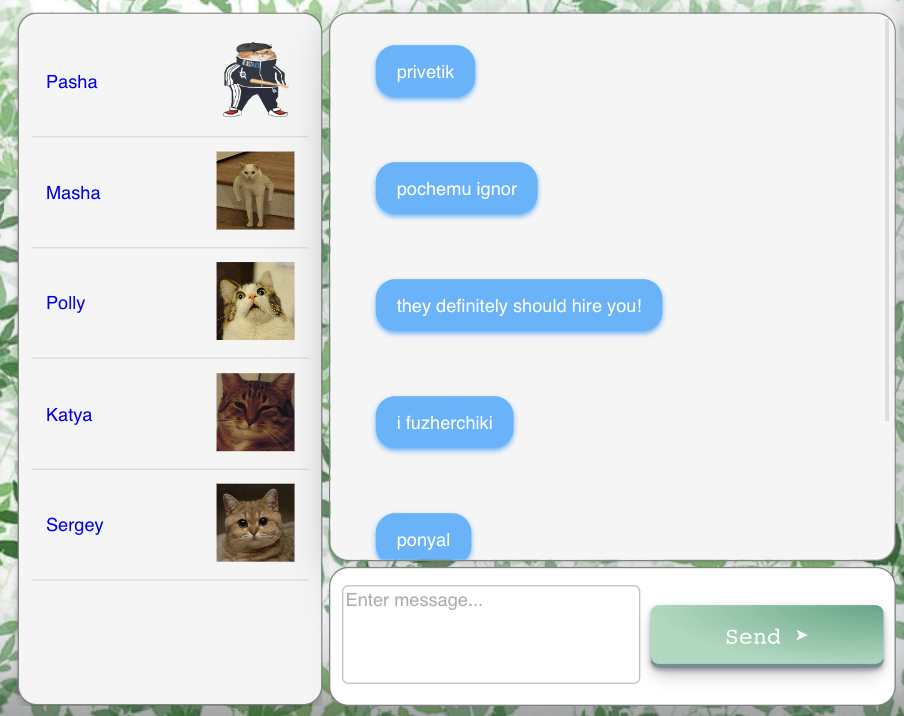 Pasha
Masha
Polly
Katya
Sergey
privetik
pochemu ignor
they definitely should hire you!
i fuzherchiki
ponyal
Enter message...
Send ➤